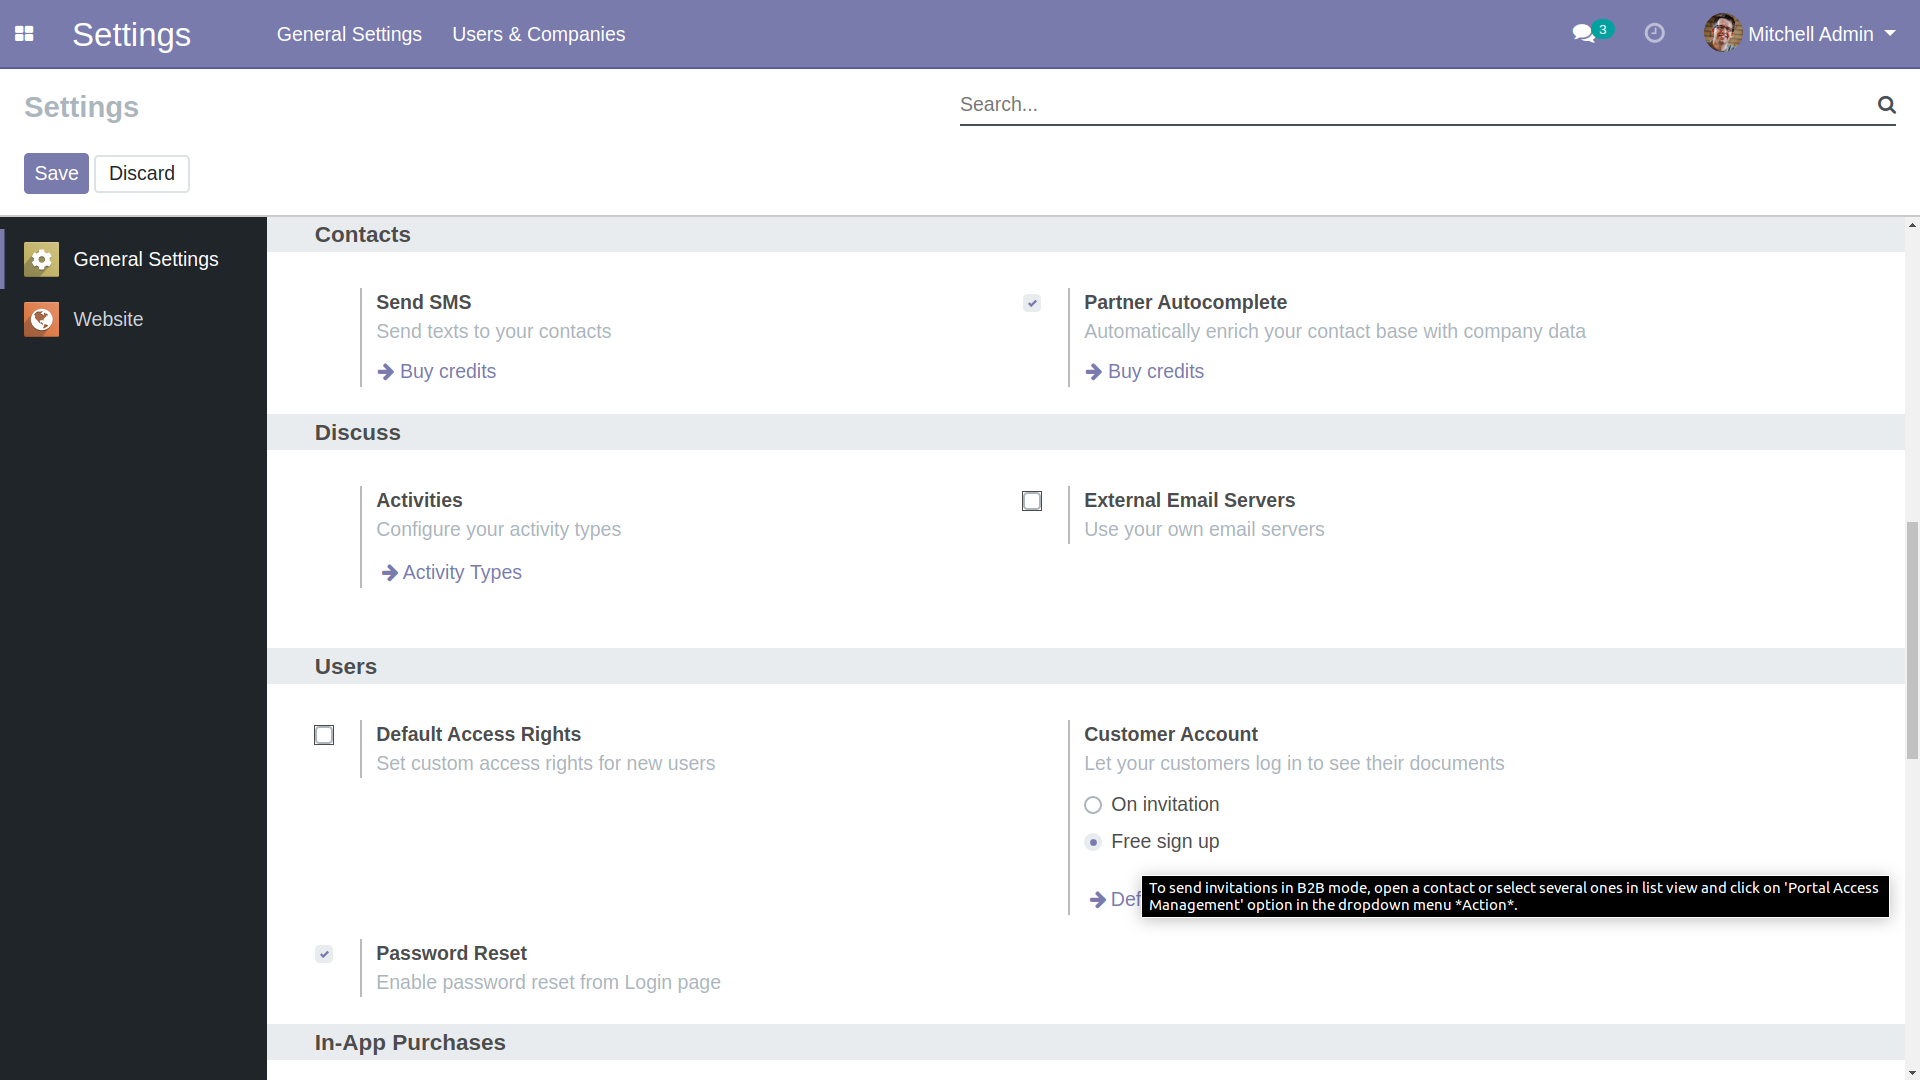 Settings
General Settings
Users & Companies
3
Mitchell Admin
Settings
Search...
Save
Discard
General Settings
Website
Contacts
Send SMS
Send texts to your contacts
Buy credits
Partner Autocomplete
Automatically enrich your contact base with company data
Buy credits
Discuss
Activities
Configure your activity types
Activity Types
External Email Servers
Use your own email servers
Users
Default Access Rights
Set custom access rights for new users
Customer Account
Let your customers log in to see their documents
On invitation
Free sign up
Def
To send invitations in B2B mode, open a contact or select several ones in list view and click on 'Portal Access
Management' option in the dropdown menu *Action*.
Password Reset
Enable password reset from Login page
In-App Purchases